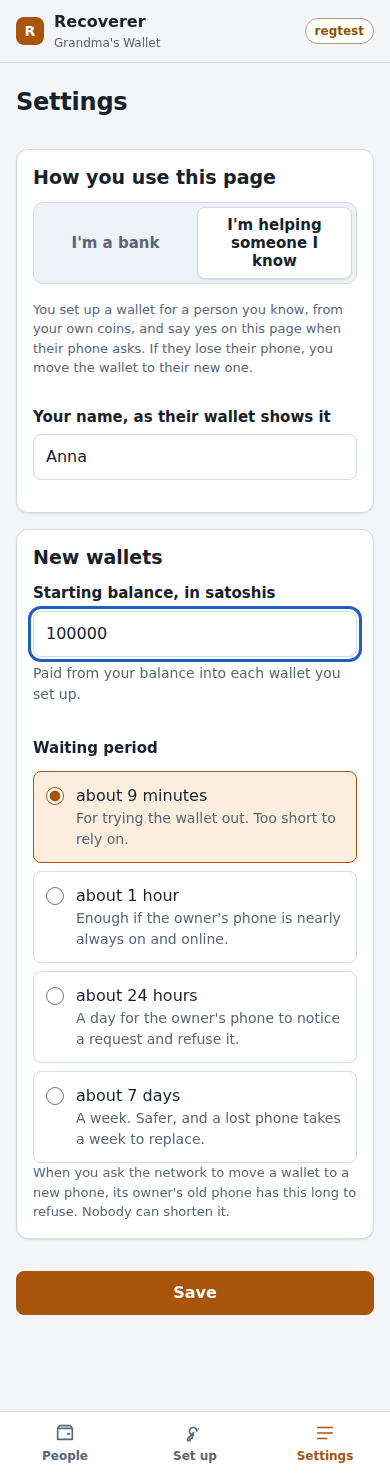 R
Recoverer
Grandma's Wallet
regtest
Settings
How you use this page
I'm a bank
I'm helping
someone I
know
You set up a wallet for a person you know, from
your own coins, and say yes on this page when
their phone asks. If they lose their phone, you
move the wallet to their new one.
Your name, as their wallet shows it
Anna
New wallets
Starting balance, in satoshis
100000
Paid from your balance into each wallet you
set up.
Waiting period
about 9 minutes
For trying the wallet out. Too short to
rely on.
about 1 hour
Enough if the owner's phone is nearly
always on and online.
about 24 hours
A day for the owner's phone to notice
a request and refuse it.
about 7 days
A week. Safer, and a lost phone takes
a week to replace.
When you ask the network to move a wallet to a
new phone, its owner's old phone has this long to
refuse. Nobody can shorten it.
Save
People
Set up
Settings